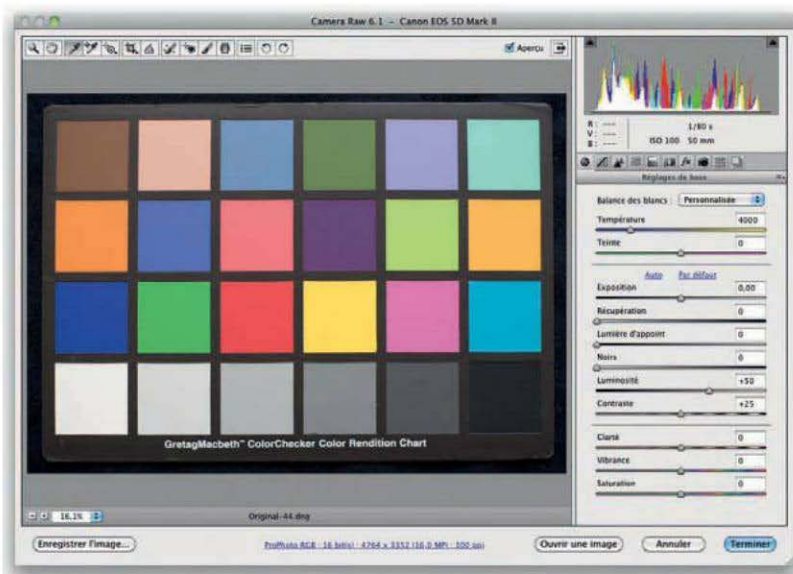 Camera Raw 6.1 - Canon EOS 5D Mark II
Aperçu
R : ---
V : ---
B : ---
1/80 s
ISO 100 50 mm
Réglages de base
Balance des blancs : Personnalisée
Température 4000
Teinte 0
Auto Par défaut
Exposition 0,00
Récupération 0
Lumière d'appoint 0
Noirs 0
Luminosité +50
Contraste +25
Clarté 0
Vibrance 0
Saturation 0
GretagMacbeth™ ColorChecker Color Rendition Chart
16,1% Original-44.dng
Enregistrer l'image... ProPhoto RGB ; 16 bit(s) ; 4764 x 3352 (16,0 MP) ; 300 ppi Ouvrir une image Annuler Terminer